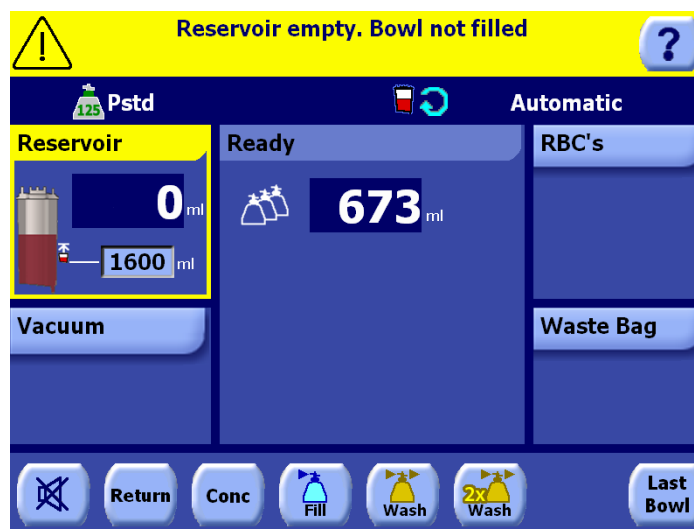 Reservoir empty. Bowl not filled
?
125 Pstd
Automatic
Reservoir
0 ml
1600 ml
Ready
673 ml
RBC's
Vacuum
Waste Bag
Return
Conc
Fill
Wash
2x Wash
Last
Bowl